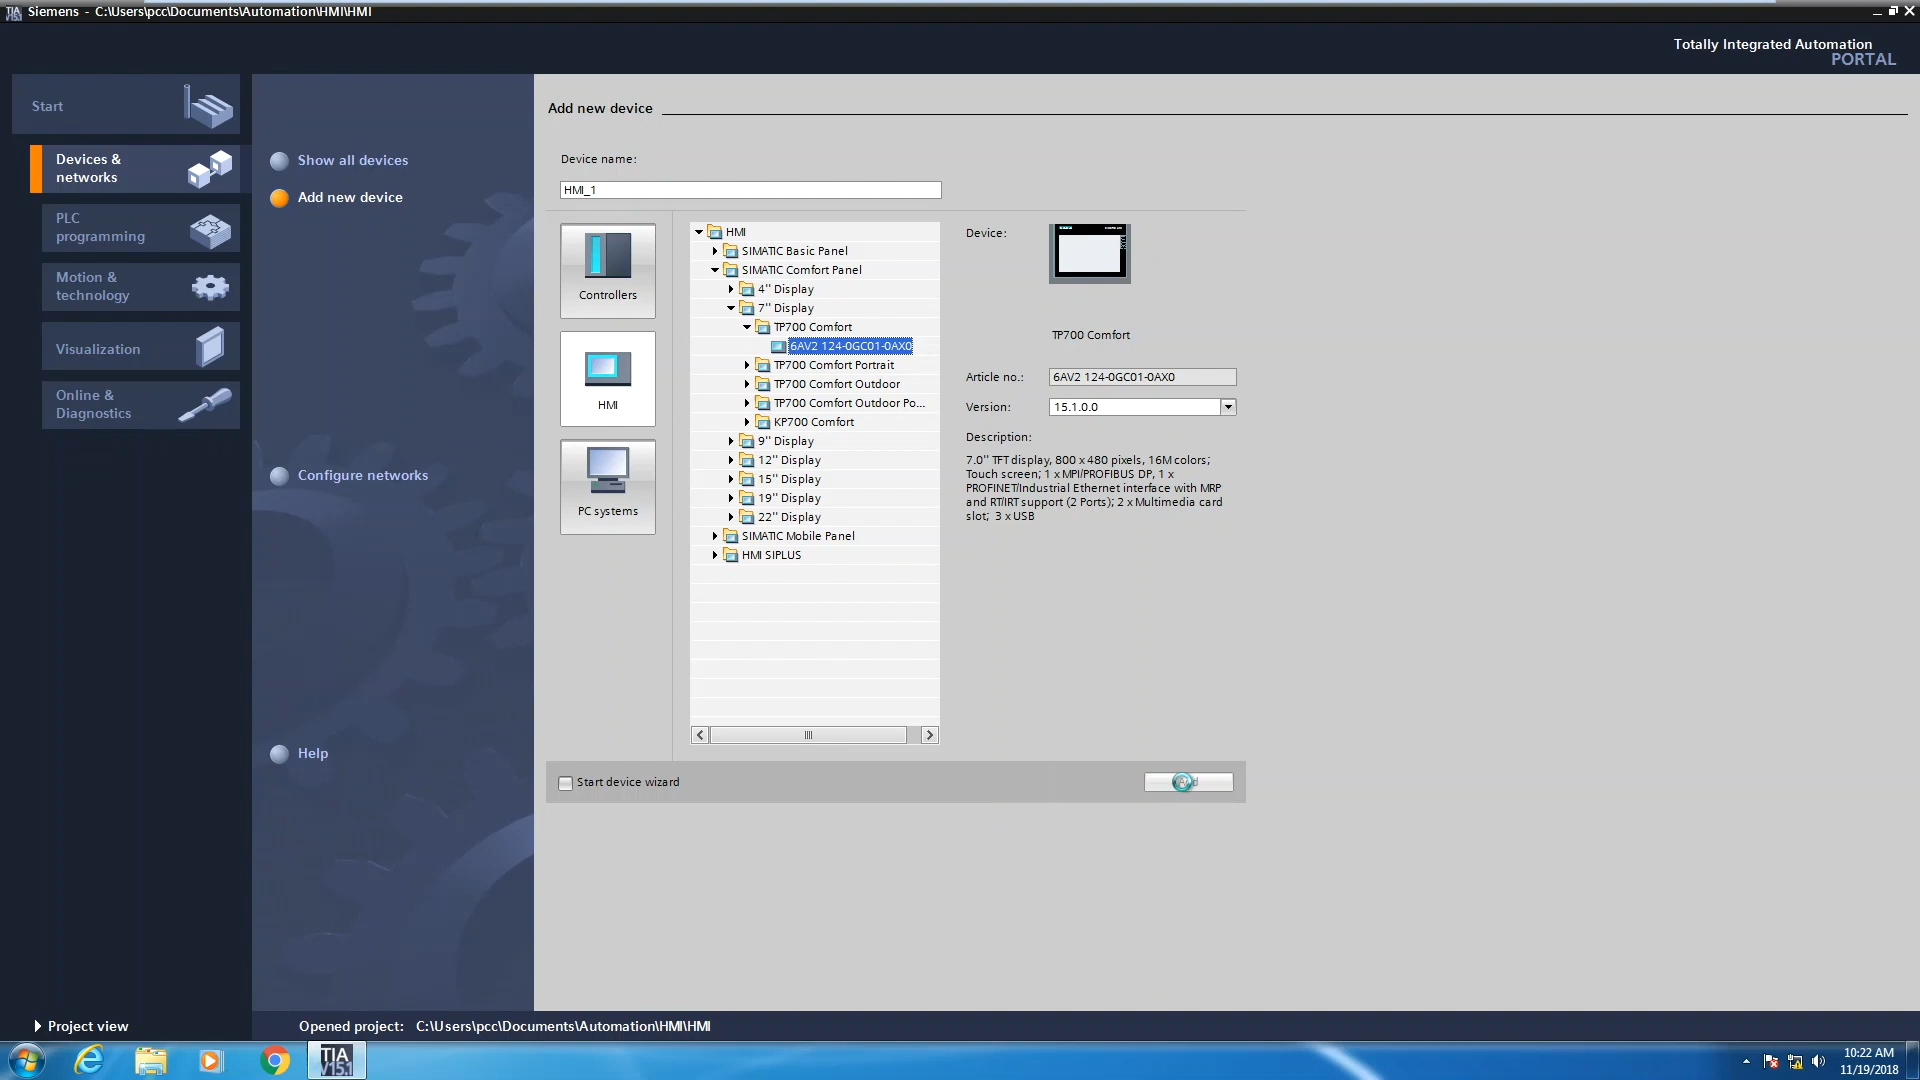 Siemens - C:\Users\pcc\Documents\Automation\HMI\HMI
Totally Integrated Automation
PORTAL
Start
Devices &
networks
PLC
programming
Motion &
technology
Visualization
Online &
Diagnostics
Show all devices
Add new device
Configure networks
Help
Add new device
Device name:
HMI_1
Controllers
HMI
PC systems
HMI
SIMATIC Basic Panel
SIMATIC Comfort Panel
4'' Display
7'' Display
TP700 Comfort
6AV2 124-0GC01-0AX0
TP700 Comfort Portrait
TP700 Comfort Outdoor
TP700 Comfort Outdoor Po...
KP700 Comfort
9'' Display
12'' Display
15'' Display
19'' Display
22'' Display
SIMATIC Mobile Panel
HMI SIPLUS
Device:
TP700 Comfort
Article no.: 6AV2 124-0GC01-0AX0
Version: 15.1.0.0
Description:
7.0'' TFT display, 800 x 480 pixels, 16M colors;
Touch screen; 1 x MPI/PROFIBUS DP, 1 x
PROFINET/Industrial Ethernet interface with MRP
and RT/IRT support (2 Ports); 2 x Multimedia card
slot; 3 x USB
Start device wizard
Project view
Opened project: C:\Users\pcc\Documents\Automation\HMI\HMI
TIA
V15.1
10:22 AM
11/19/2018